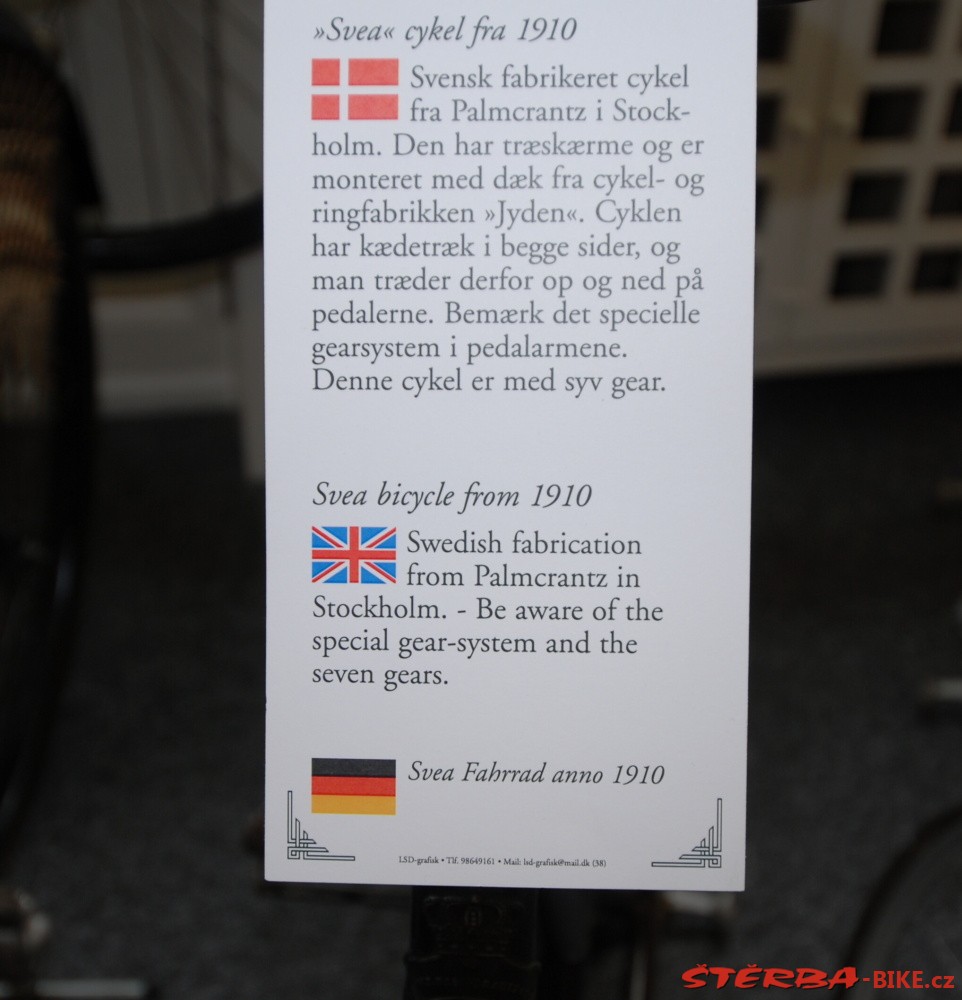 »Svea« cykel fra 1910
Svensk fabrikeret cykel
fra Palmcrantz i Stock-
holm. Den har træskærme og er
monteret med dæk fra cykel- og
ringfabrikken »Jyden«. Cyklen
har kædetræk i begge sider, og
man træder derfor op og ned på
pedalerne. Bemærk det specielle
gearsystem i pedalarmene.
Denne cykel er med syv gear.
Svea bicycle from 1910
Swedish fabrication
from Palmcrantz in
Stockholm. - Be aware of the
special gear-system and the
seven gears.
Svea Fahrrad anno 1910
LSD-grafisk • Tlf. 98649161 • Mail: lsd-grafisk@mail.dk (38)
ŠTĚRBA-BIKE.cz